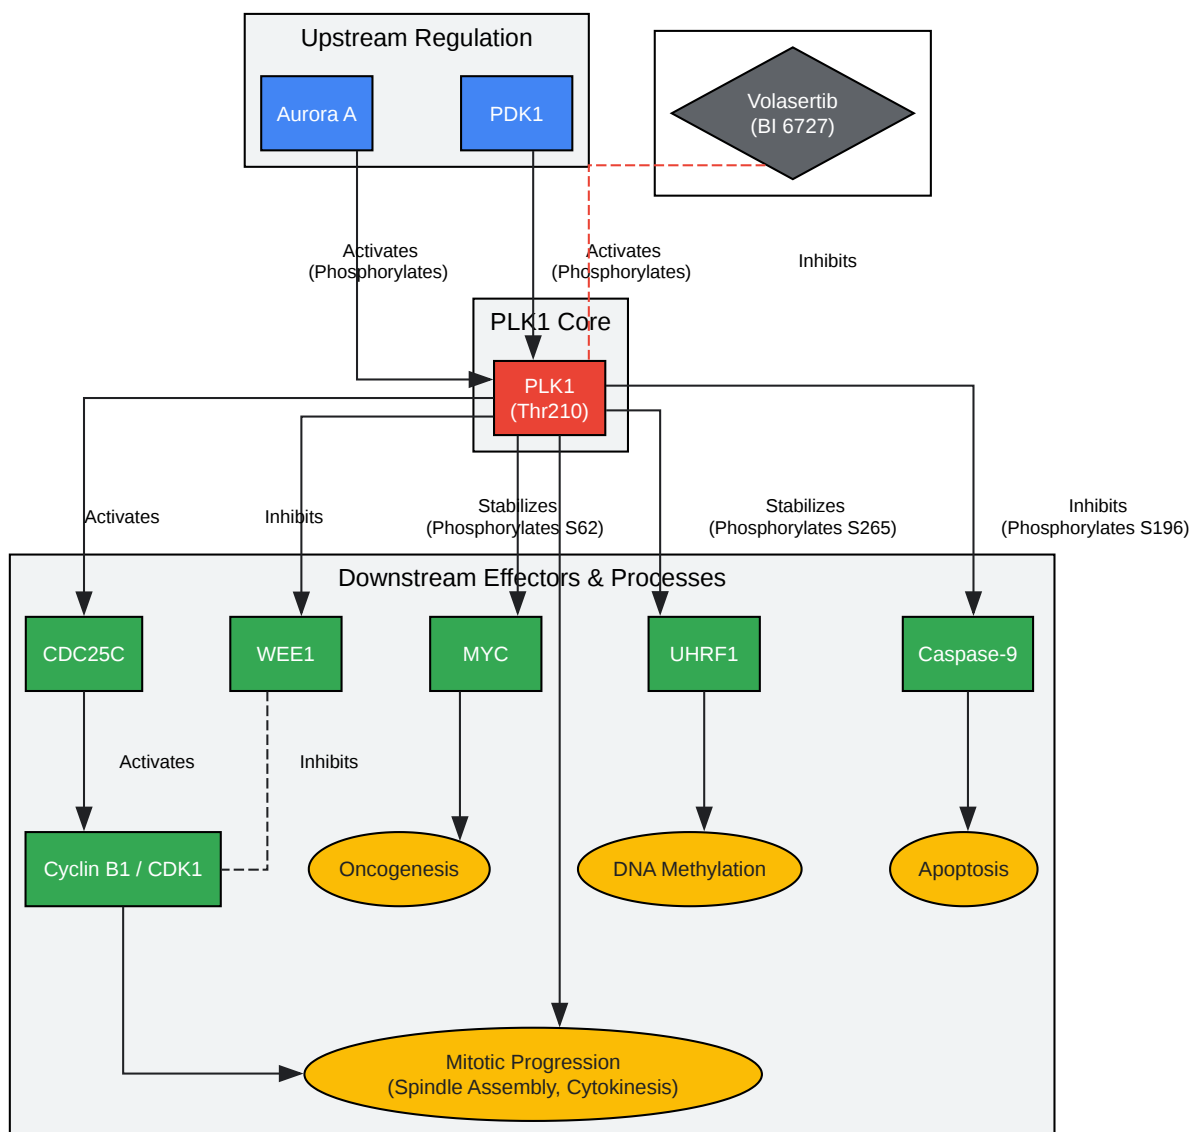 Upstream Regulation
Aurora A
PDK1
Volasertib
(BI 6727)
Activates
(Phosphorylates)
Activates
(Phosphorylates)
Inhibits
PLK1 Core
PLK1
(Thr210)
Activates
Inhibits
Stabilizes
(Phosphorylates S62)
Stabilizes
(Phosphorylates S265)
Inhibits
(Phosphorylates S196)
Downstream Effectors & Processes
CDC25C
WEE1
MYC
UHRF1
Caspase-9
Activates
Inhibits
Cyclin B1 / CDK1
Oncogenesis
DNA Methylation
Apoptosis
Mitotic Progression
(Spindle Assembly, Cytokinesis)